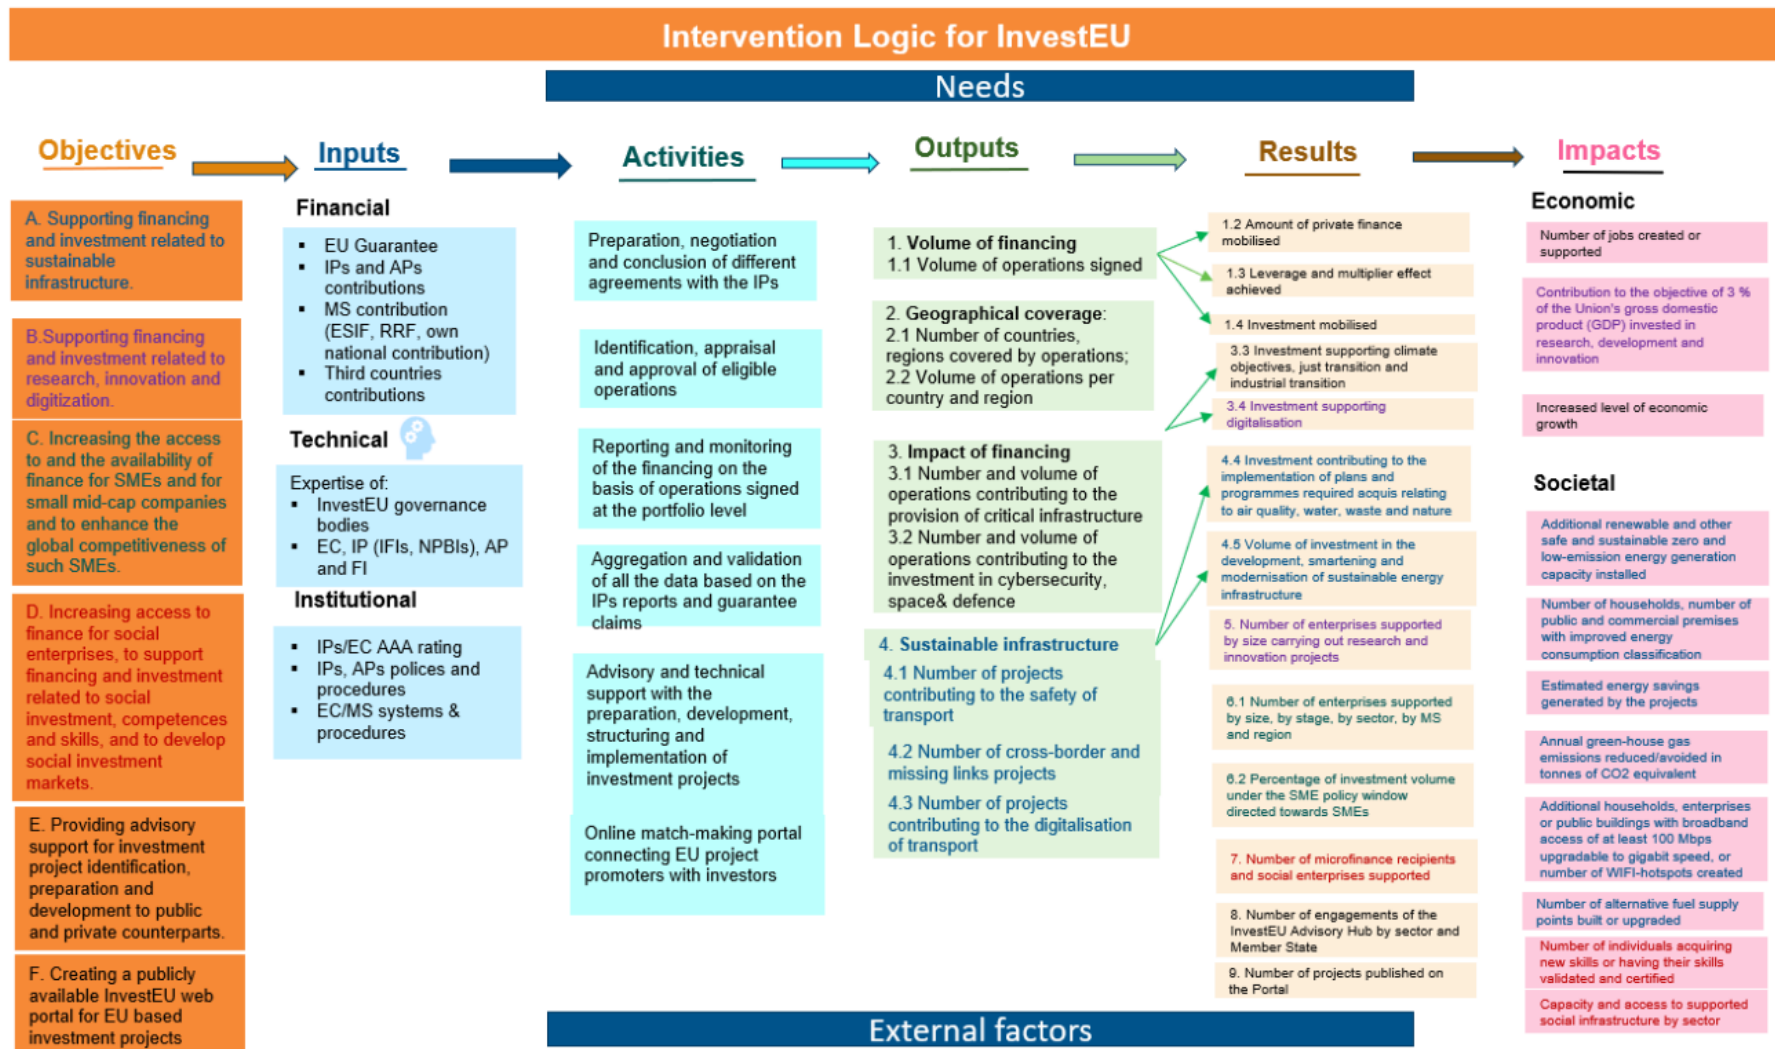 Intervention Logic for InvestEU
Needs
Objectives
Inputs
Activities
Outputs
Results
Impacts
A. Supporting financing
and investment related to
sustainable
infrastructure.
B.Supporting financing
and investment related to
research, innovation and
digitization.
C. Increasing the access
to and the availability of
finance for SMEs and for
small mid-cap companies
and to enhance the
global competitiveness of
such SMEs.
D. Increasing access to
finance for social
enterprises, to support
financing and investment
related to social
investment, competences
and skills, and to develop
social investment
markets.
E. Providing advisory
support for investment
project identification,
preparation and
development to public
and private counterparts.
F. Creating a publicly
available InvestEU web
portal for EU based
investment projects
Financial
▪ EU Guarantee
▪ IPs and APs
contributions
▪ MS contribution
(ESIF, RRF, own
national contribution)
▪ Third countries
contributions
Technical
Expertise of:
▪ InvestEU governance
bodies
▪ EC, IP (IFIs, NPBIs), AP
and FI
Institutional
▪ IPs/EC AAA rating
▪ IPs, APs polices and
procedures
▪ EC/MS systems &
procedures
Preparation, negotiation
and conclusion of different
agreements with the IPs
Identification, appraisal
and approval of eligible
operations
Reporting and monitoring
of the financing on the
basis of operations signed
at the portfolio level
Aggregation and validation
of all the data based on the
IPs reports and guarantee
claims
Advisory and technical
support with the
preparation, development,
structuring and
implementation of
investment projects
Online match-making portal
connecting EU project
promoters with investors
1. Volume of financing
1.1 Volume of operations signed
2. Geographical coverage:
2.1 Number of countries,
regions covered by operations;
2.2 Volume of operations per
country and region
3. Impact of financing
3.1 Number and volume of
operations contributing to the
provision of critical infrastructure
3.2 Number and volume of
operations contributing to the
investment in cybersecurity,
space& defence
4. Sustainable infrastructure
4.1 Number of projects
contributing to the safety of
transport
4.2 Number of cross-border and
missing links projects
4.3 Number of projects
contributing to the digitalisation
of transport
1.2 Amount of private finance
mobilised
1.3 Leverage and multiplier effect
achieved
1.4 Investment mobilised
3.3 Investment supporting climate
objectives, just transition and
industrial transition
3.4 Investment supporting
digitalisation
4.4 Investment contributing to the
implementation of plans and
programmes required acquis relating
to air quality, water, waste and nature
4.5 Volume of investment in the
development, smartening and
modernisation of sustainable energy
infrastructure
5. Number of enterprises supported
by size carrying out research and
innovation projects
6.1 Number of enterprises supported
by size, by stage, by sector, by MS
and region
6.2 Percentage of investment volume
under the SME policy window
directed towards SMEs
7. Number of microfinance recipients
and social enterprises supported
8. Number of engagements of the
InvestEU Advisory Hub by sector and
Member State
9. Number of projects published on
the Portal
Economic
Number of jobs created or
supported
Contribution to the objective of 3 %
of the Union's gross domestic
product (GDP) invested in
research, development and
innovation
Increased level of economic
growth
Societal
Additional renewable and other
safe and sustainable zero and
low-emission energy generation
capacity installed
Number of households, number of
public and commercial premises
with improved energy
consumption classification
Estimated energy savings
generated by the projects
Annual green-house gas
emissions reduced/avoided in
tonnes of CO2 equivalent
Additional households, enterprises
or public buildings with broadband
access of at least 100 Mbps
upgradable to gigabit speed, or
number of WIFI-hotspots created
Number of alternative fuel supply
points built or upgraded
Number of individuals acquiring
new skills or having their skills
validated and certified
Capacity and access to supported
social infrastructure by sector
External factors